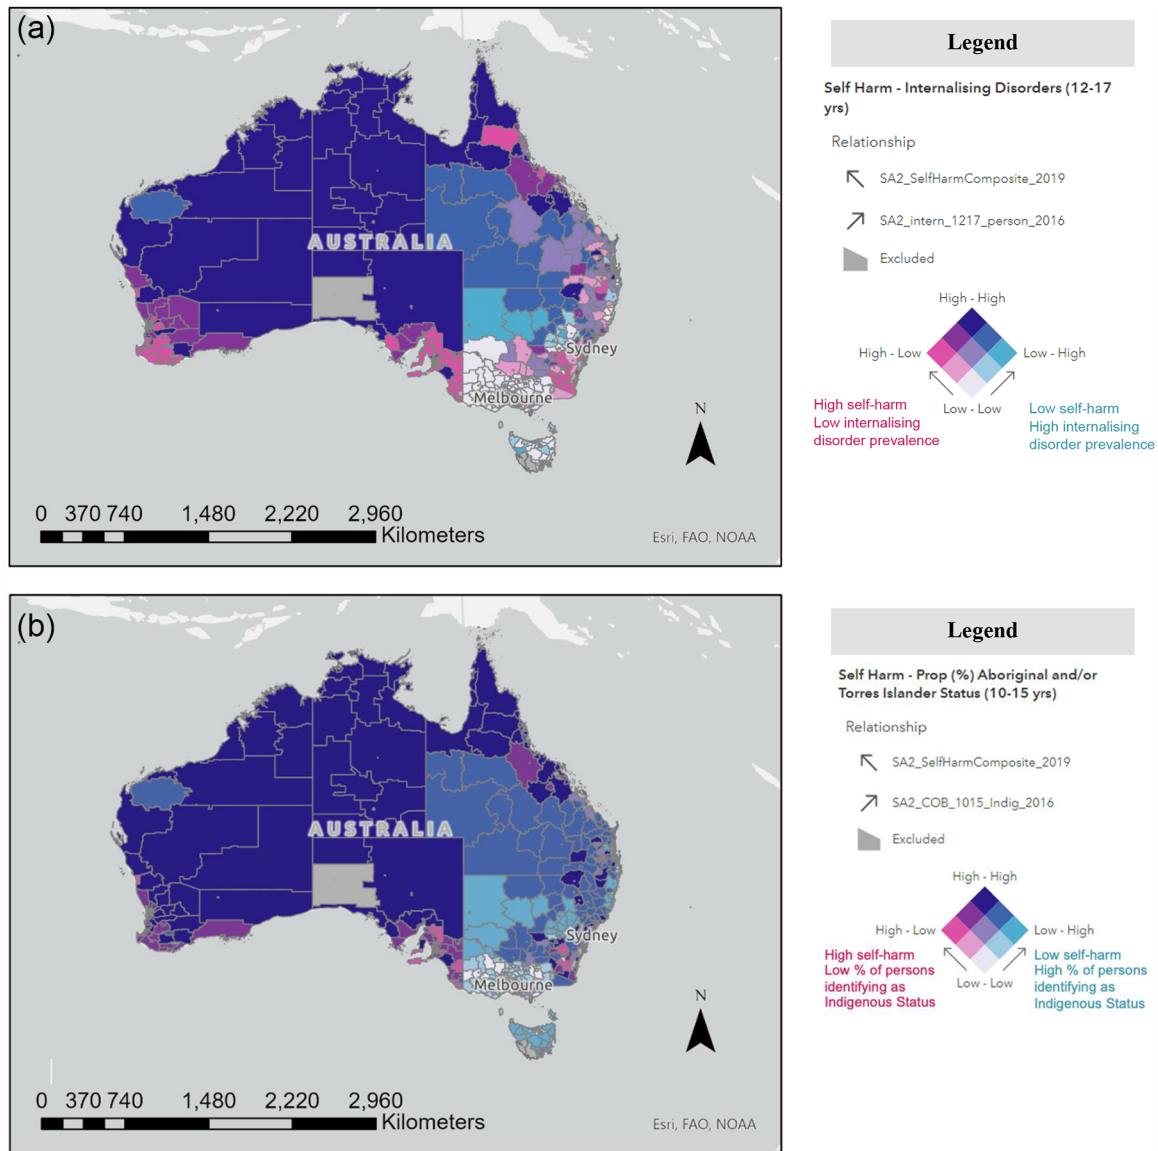 (a)
AUSTRALIA
Sydney
Melbourne
N
0 370 740 1,480 2,220 2,960
Kilometers
Esri, FAO, NOAA
Legend
Self Harm - Internalising Disorders (12-17
yrs)
Relationship
SA2_SelfHarmComposite_2019
SA2_intern_1217_person_2016
Excluded
High - High
High - Low
Low - High
Low - Low
High self-harm
Low internalising
disorder prevalence
Low self-harm
High internalising
disorder prevalence
(b)
AUSTRALIA
Sydney
Melbourne
N
0 370 740 1,480 2,220 2,960
Kilometers
Esri, FAO, NOAA
Legend
Self Harm - Prop (%) Aboriginal and/or
Torres Islander Status (10-15 yrs)
Relationship
SA2_SelfHarmComposite_2019
SA2_COB_1015_Indig_2016
Excluded
High - High
High - Low
Low - High
Low - Low
High self-harm
Low % of persons
identifying as
Indigenous Status
Low self-harm
High % of persons
identifying as
Indigenous Status